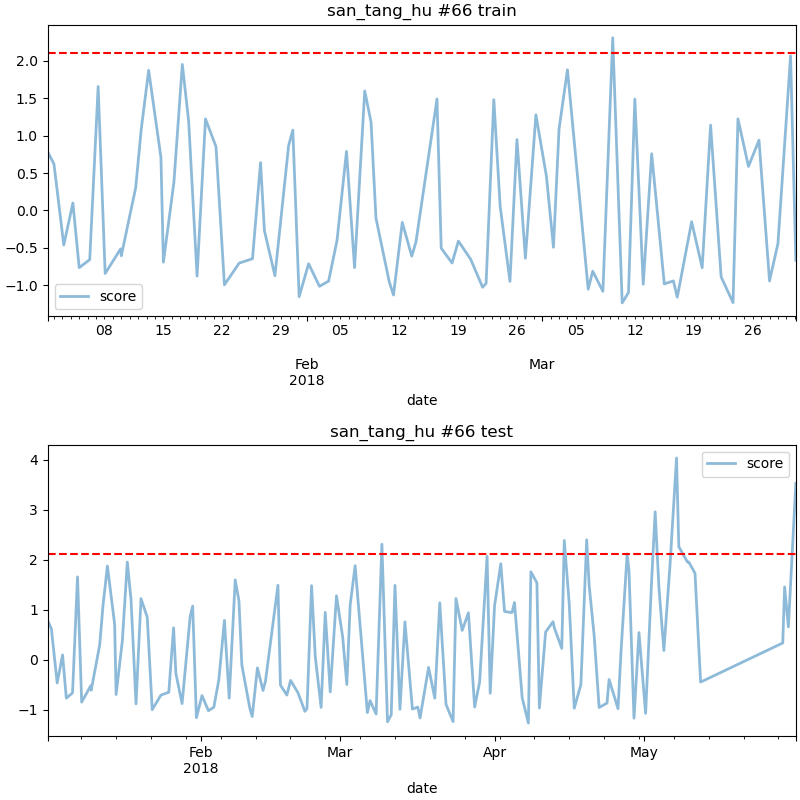 san_tang_hu #66 train
2.0
1.5
1.0
0.5
0.0
−0.5
−1.0
score
08 15 22 29 05 12 19 26 05 12 19 26
Feb Mar
2018
date
san_tang_hu #66 test
4
3
2
1
0
−1
score
Feb Mar Apr May
2018
date